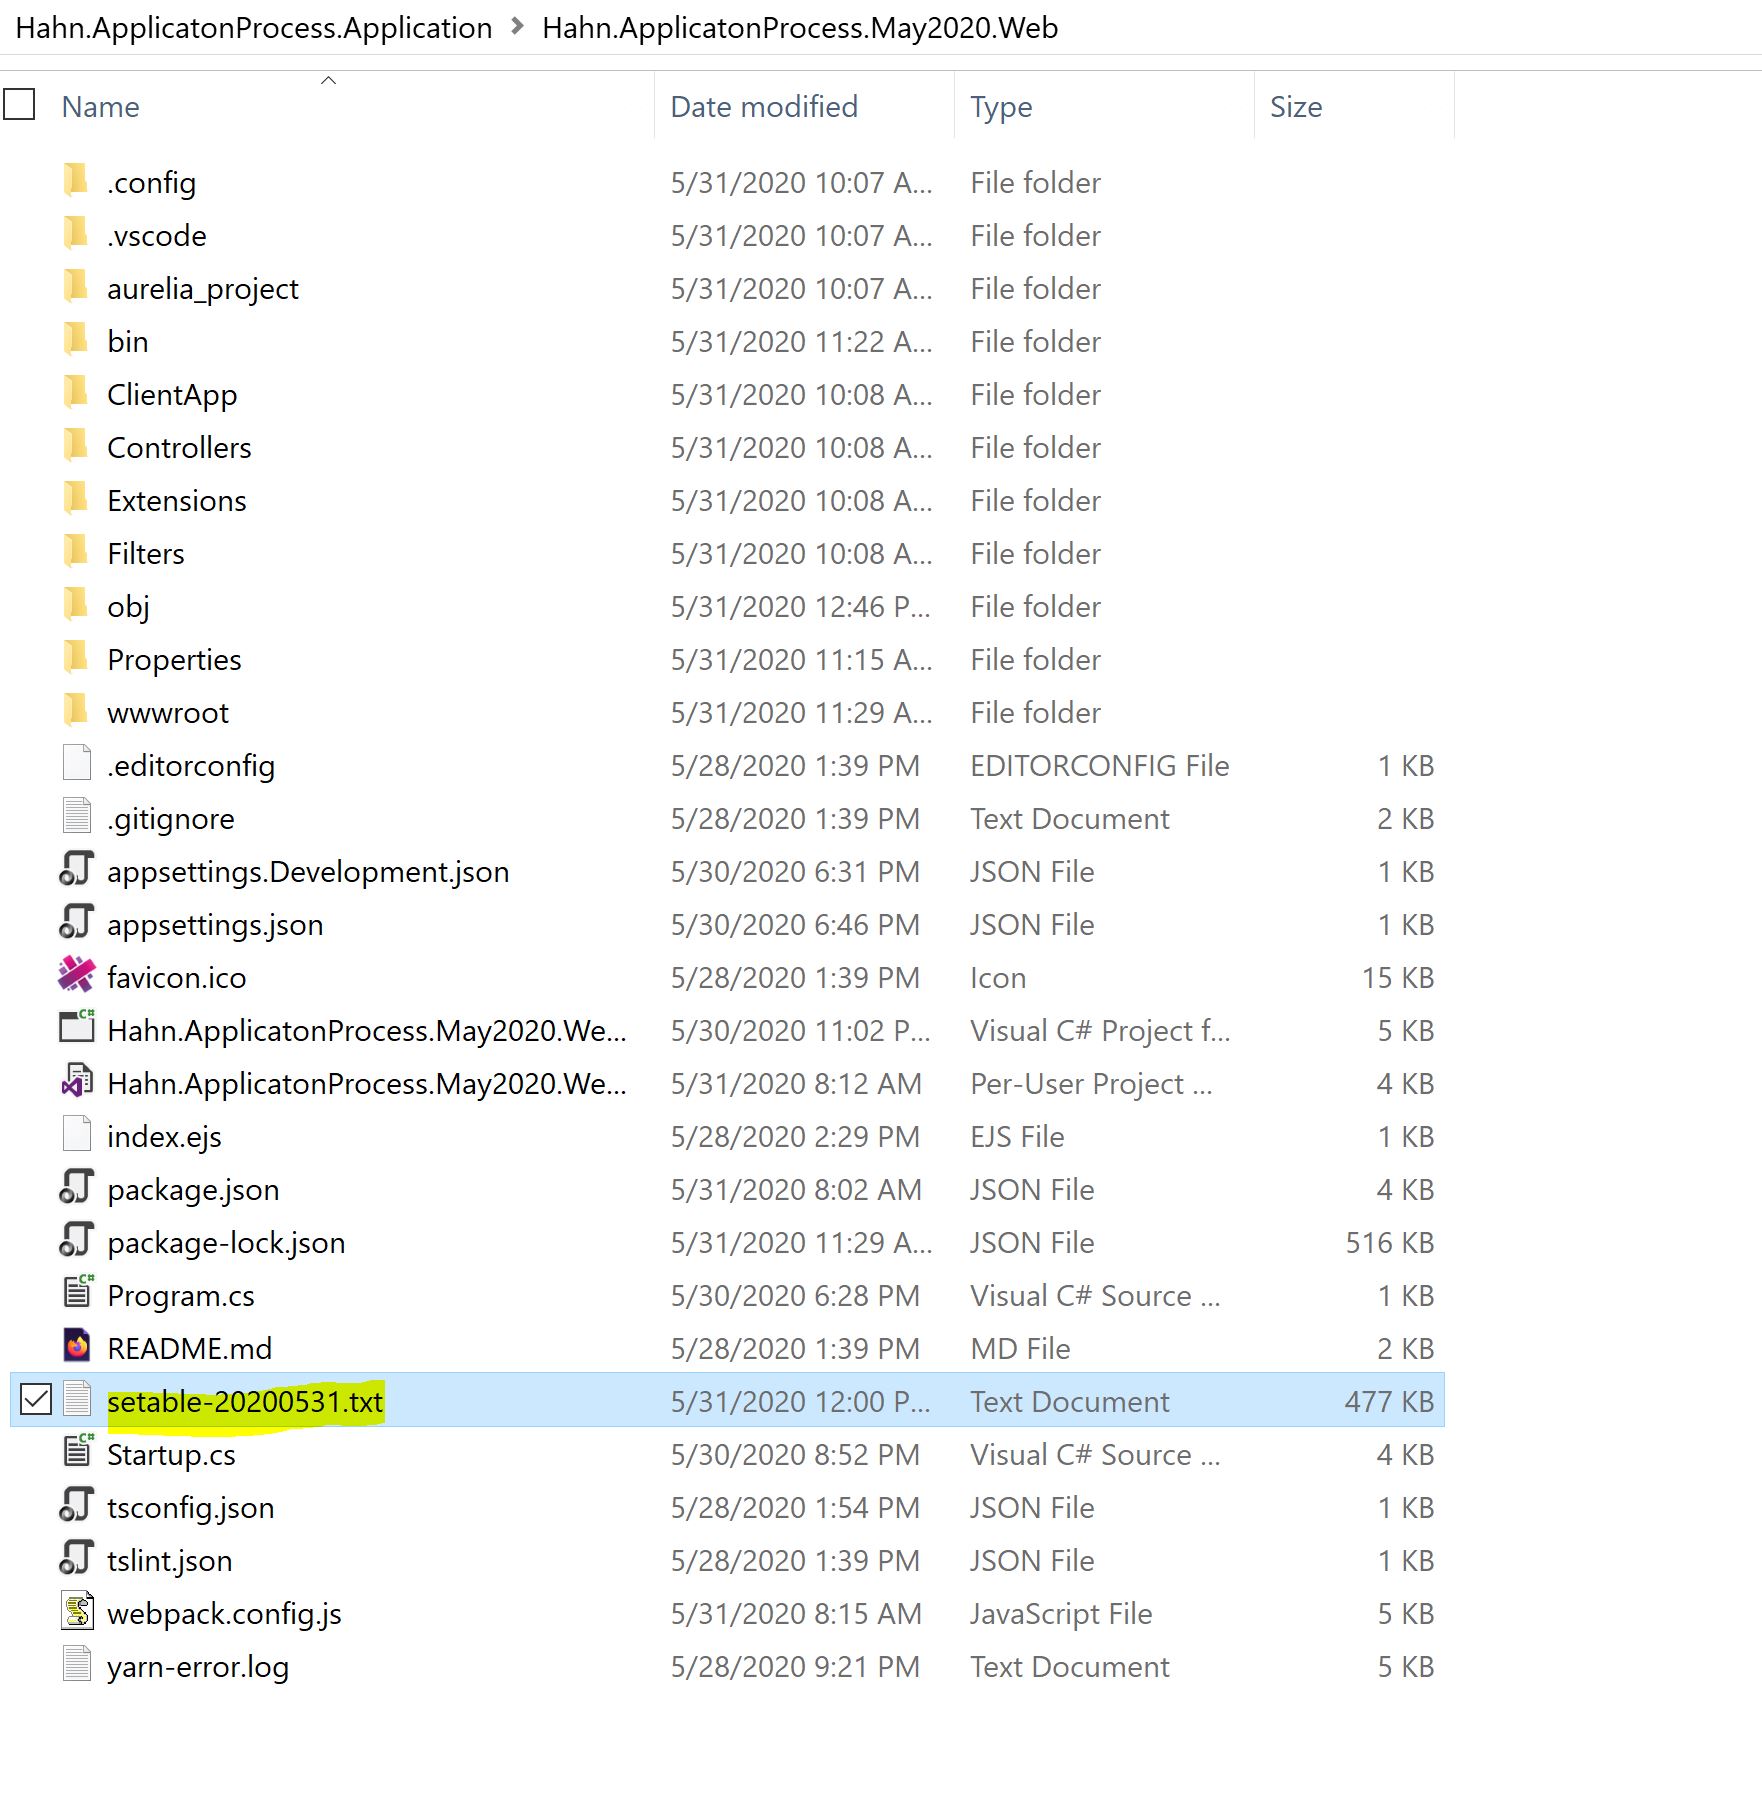 Hahn.ApplicatonProcess.Application > Hahn.ApplicatonProcess.May2020.Web
Name Date modified Type Size
.config 5/31/2020 10:07 A... File folder
.vscode 5/31/2020 10:07 A... File folder
aurelia_project 5/31/2020 10:07 A... File folder
bin 5/31/2020 11:22 A... File folder
ClientApp 5/31/2020 10:08 A... File folder
Controllers 5/31/2020 10:08 A... File folder
Extensions 5/31/2020 10:08 A... File folder
Filters 5/31/2020 10:08 A... File folder
obj 5/31/2020 12:46 P... File folder
Properties 5/31/2020 11:15 A... File folder
wwwroot 5/31/2020 11:29 A... File folder
.editorconfig 5/28/2020 1:39 PM EDITORCONFIG File 1 KB
.gitignore 5/28/2020 1:39 PM Text Document 2 KB
appsettings.Development.json 5/30/2020 6:31 PM JSON File 1 KB
appsettings.json 5/30/2020 6:46 PM JSON File 1 KB
favicon.ico 5/28/2020 1:39 PM Icon 15 KB
Hahn.ApplicatonProcess.May2020.We... 5/30/2020 11:02 P... Visual C# Project f... 5 KB
Hahn.ApplicatonProcess.May2020.We... 5/31/2020 8:12 AM Per-User Project ... 4 KB
index.ejs 5/28/2020 2:29 PM EJS File 1 KB
package.json 5/31/2020 8:02 AM JSON File 4 KB
package-lock.json 5/31/2020 11:29 A... JSON File 516 KB
Program.cs 5/30/2020 6:28 PM Visual C# Source ... 1 KB
README.md 5/28/2020 1:39 PM MD File 2 KB
setable-20200531.txt 5/31/2020 12:00 P... Text Document 477 KB
Startup.cs 5/30/2020 8:52 PM Visual C# Source ... 4 KB
tsconfig.json 5/28/2020 1:54 PM JSON File 1 KB
tslint.json 5/28/2020 1:39 PM JSON File 1 KB
webpack.config.js 5/31/2020 8:15 AM JavaScript File 5 KB
yarn-error.log 5/28/2020 9:21 PM Text Document 5 KB